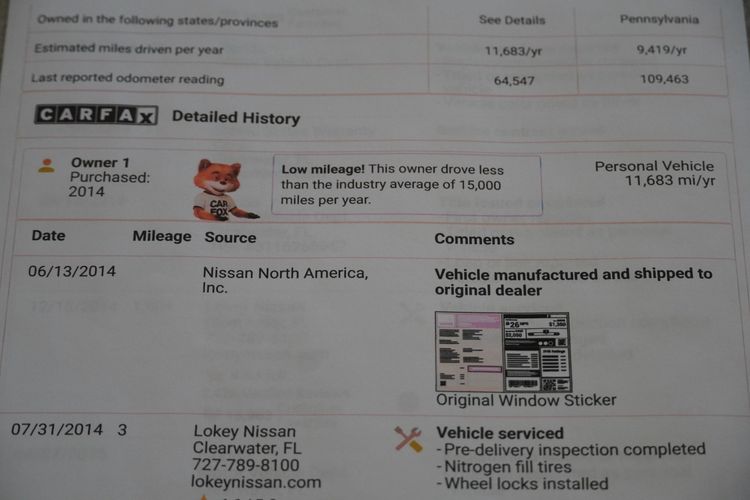 Owned in the following states/provinces See Details Pennsylvania
Estimated miles driven per year 11,683/yr 9,419/yr
Last reported odometer reading 64,547 109,463
CARFAX Detailed History
Owner 1
Purchased:
2014
CAR
FOX
Low mileage! This owner drove less
than the industry average of 15,000
miles per year.
Personal Vehicle
11,683 mi/yr
Date Mileage Source Comments
06/13/2014 Nissan North America,
Inc.
Vehicle manufactured and shipped to
original dealer
26
Original Window Sticker
07/31/2014 3 Lokey Nissan
Clearwater, FL
727-789-8100
lokeynissan.com
Vehicle serviced
- Pre-delivery inspection completed
- Nitrogen fill tires
- Wheel locks installed